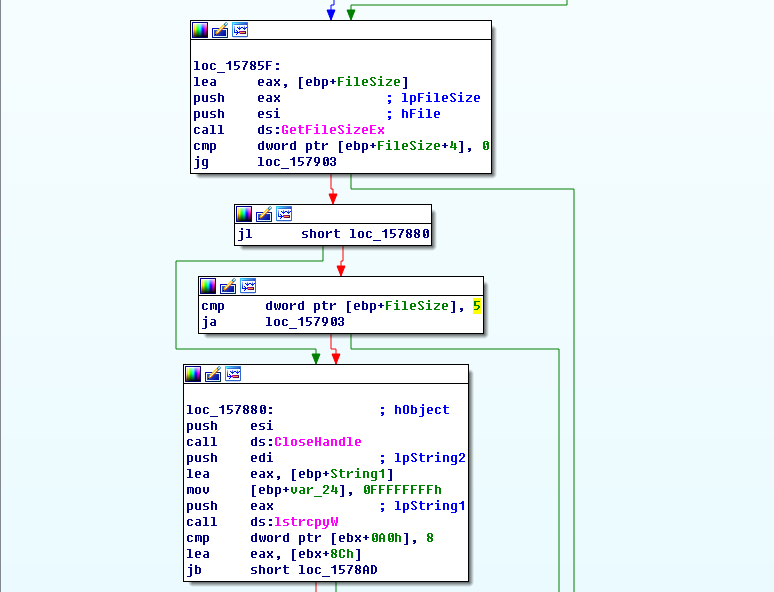 loc_15785F:
lea eax, [ebp+FileSize]
push eax ; lpFileSize
push esi ; hFile
call ds:GetFileSizeEx
cmp dword ptr [ebp+FileSize+4], 0
jg loc_157903
jl short loc_157880
cmp dword ptr [ebp+FileSize], 5
ja loc_157903
loc_157880: ; hObject
push esi
call ds:CloseHandle
push edi ; lpString2
lea eax, [ebp+String1]
mov [ebp+var_24], 0FFFFFFFFh
push eax ; lpString1
call ds:lstrcpyW
cmp dword ptr [ebx+0A0h], 8
lea eax, [ebx+8Ch]
jb short loc_1578AD